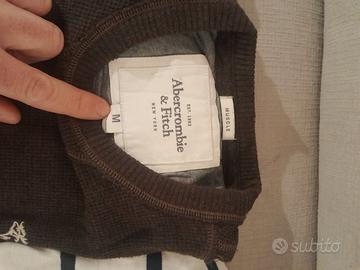 Abercrombie
& Fitch
EST. 1892
NEW YORK
M
MUSCLE
subito